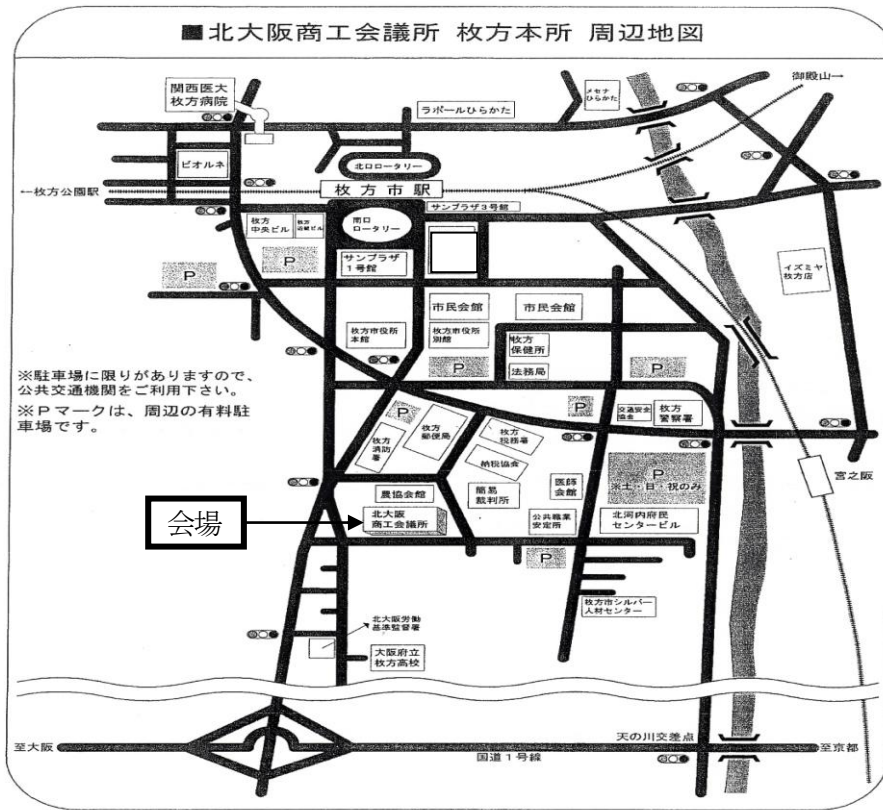 ■北大阪商工会議所 枚方本所 周辺地図
関西医大
枚方病院
ラポールひらかた
メセナ
ひらかた
御殿山→
ビオルネ
北口ロータリー
←枚方公園駅
枚方市駅
サンプラザ3号館
枚方
中央ビル
枚方
南口
ロータリー
P
P
サンプラザ
1号館
イズミヤ
枚方店
市民会館
市民会館
枚方市役所
本館
枚方市役所
別館
枚方
保健所
P
法務局
P
※駐車場に限りがありますので、
公共交通機関をご利用下さい。
※Pマークは、周辺の有料駐
車場です。
P
枚方
郵便局
枚方
消防
署
P
交通安全
協会
枚方
警察署
枚方
税務署
納税協会
P
※土・日・祝のみ
宮之阪
農協会館
簡易
裁判所
医師
会館
会場
北大阪
商工会議所
公共職業
安定所
北河内府民
センタービル
P
枚方市シルバー
人材センター
北大阪労働
基準監督署
大阪府立
枚方高校
天の川交差点
至大阪
国道1号線
至京都